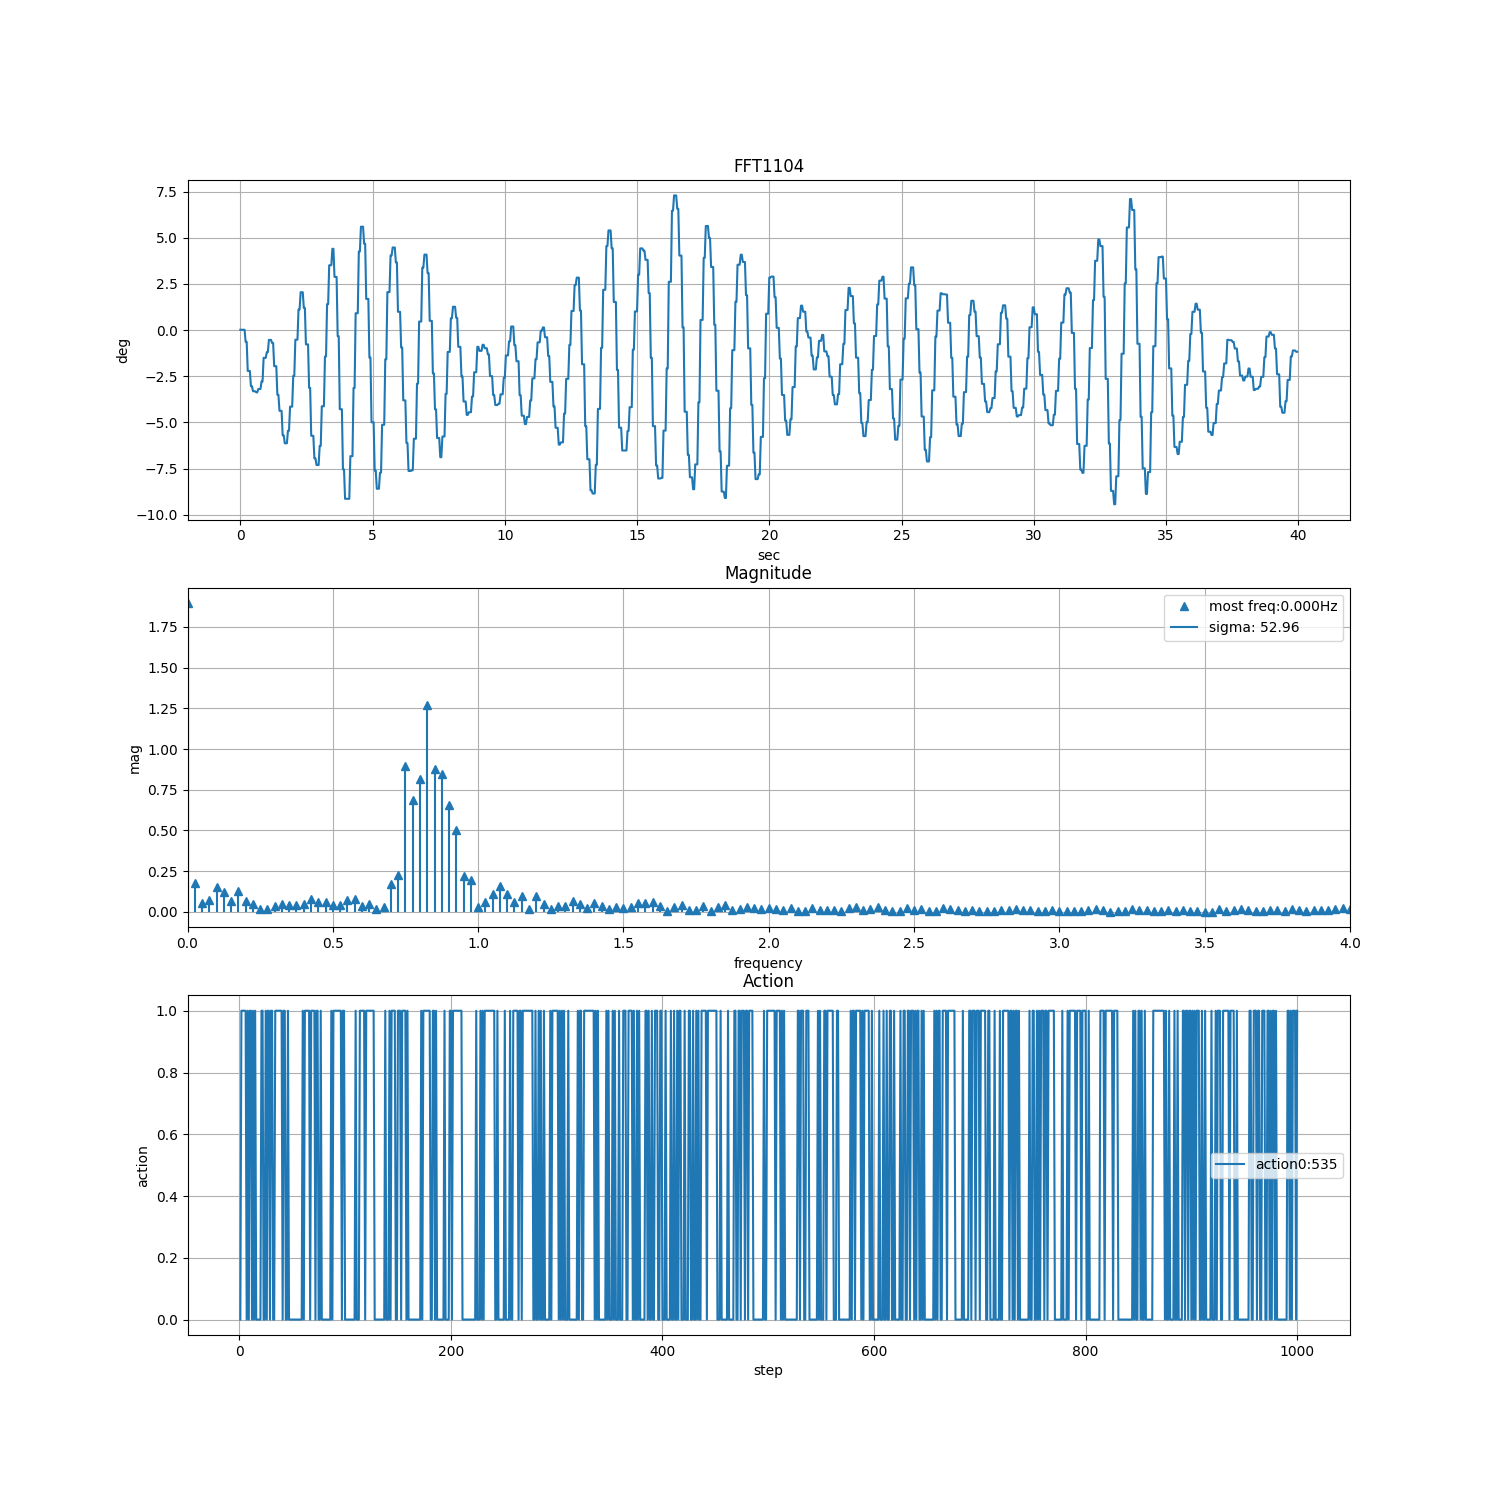 FFT1104
7.5
5.0
2.5
0.0
−2.5
−5.0
−7.5
−10.0
deg
0 5 10 15 20 25 30 35 40
sec
Magnitude
most freq:0.000Hz
sigma: 52.96
1.75
1.50
1.25
1.00
0.75
0.50
0.25
0.00
mag
0.0 0.5 1.0 1.5 2.0 2.5 3.0 3.5 4.0
frequency
Action
1.0
0.8
0.6
0.4
0.2
0.0
action
action0:535
0 200 400 600 800 1000
step